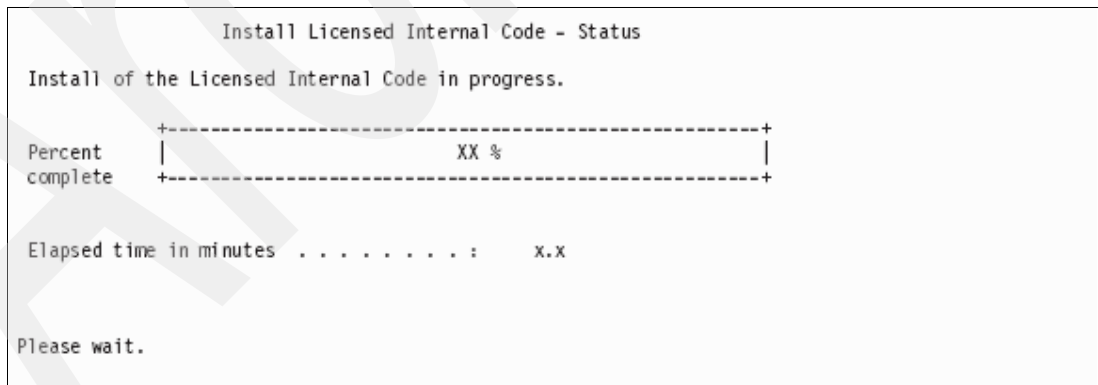 Install Licensed Internal Code - Status
Install of the Licensed Internal Code in progress.
+-------------------------------------------------------+
Percent | XX % |
complete +-------------------------------------------------------+
Elapsed time in minutes . . . . . . . . : x.x
Please wait.